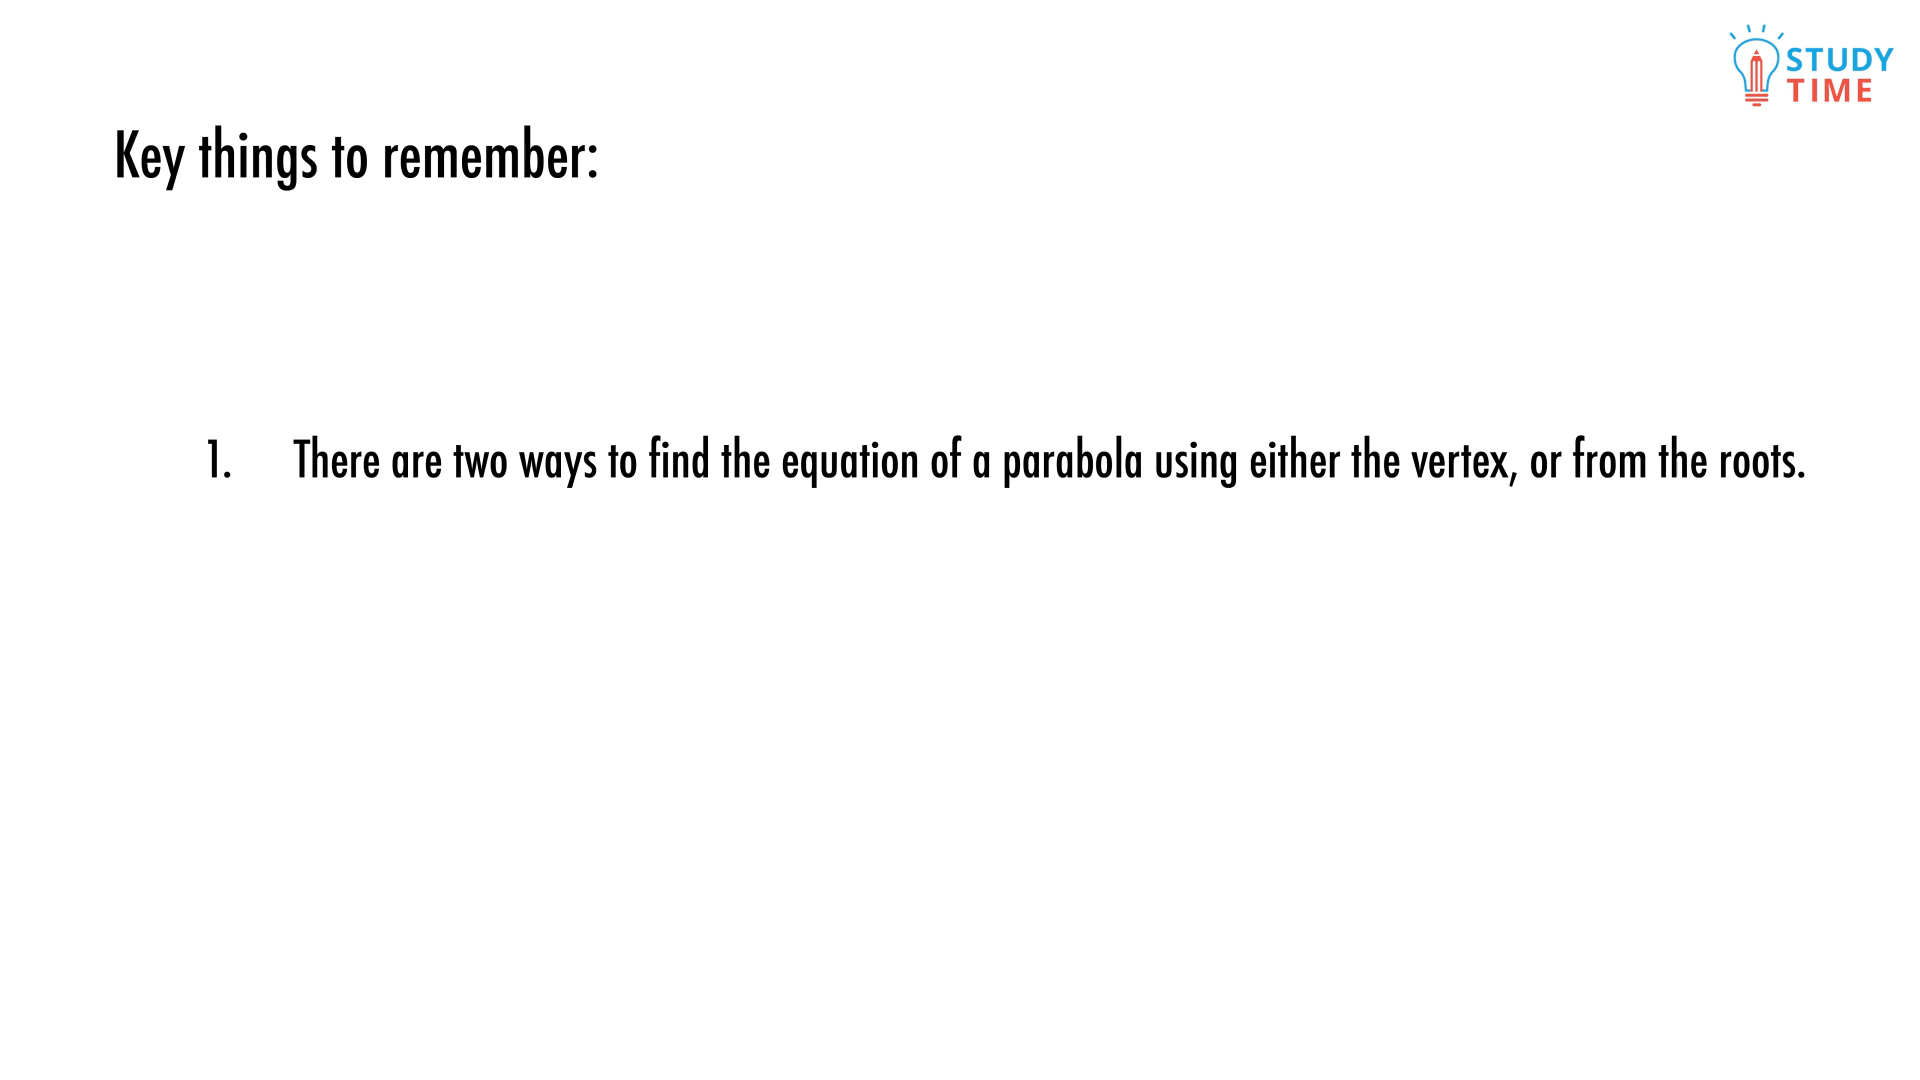 STUDY
TIME
Key things to remember:
1. There are two ways to find the equation of a parabola using either the vertex, or from the roots.